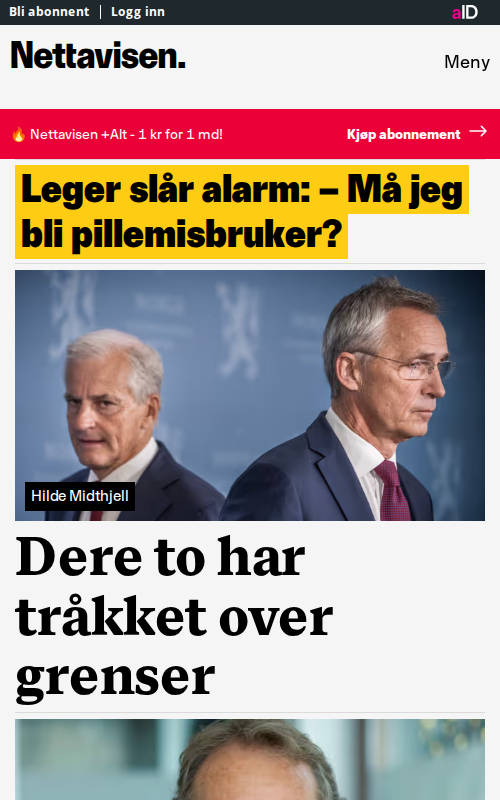 Bli abonnent | Logg inn
aID
Nettavisen.
Meny
🔥 Nettavisen +Alt - 1 kr for 1 md!
Kjøp abonnement →
Leger slår alarm: – Må jeg
bli pillemisbruker?
Hilde Midthjell
Dere to har
tråkket over
grenser